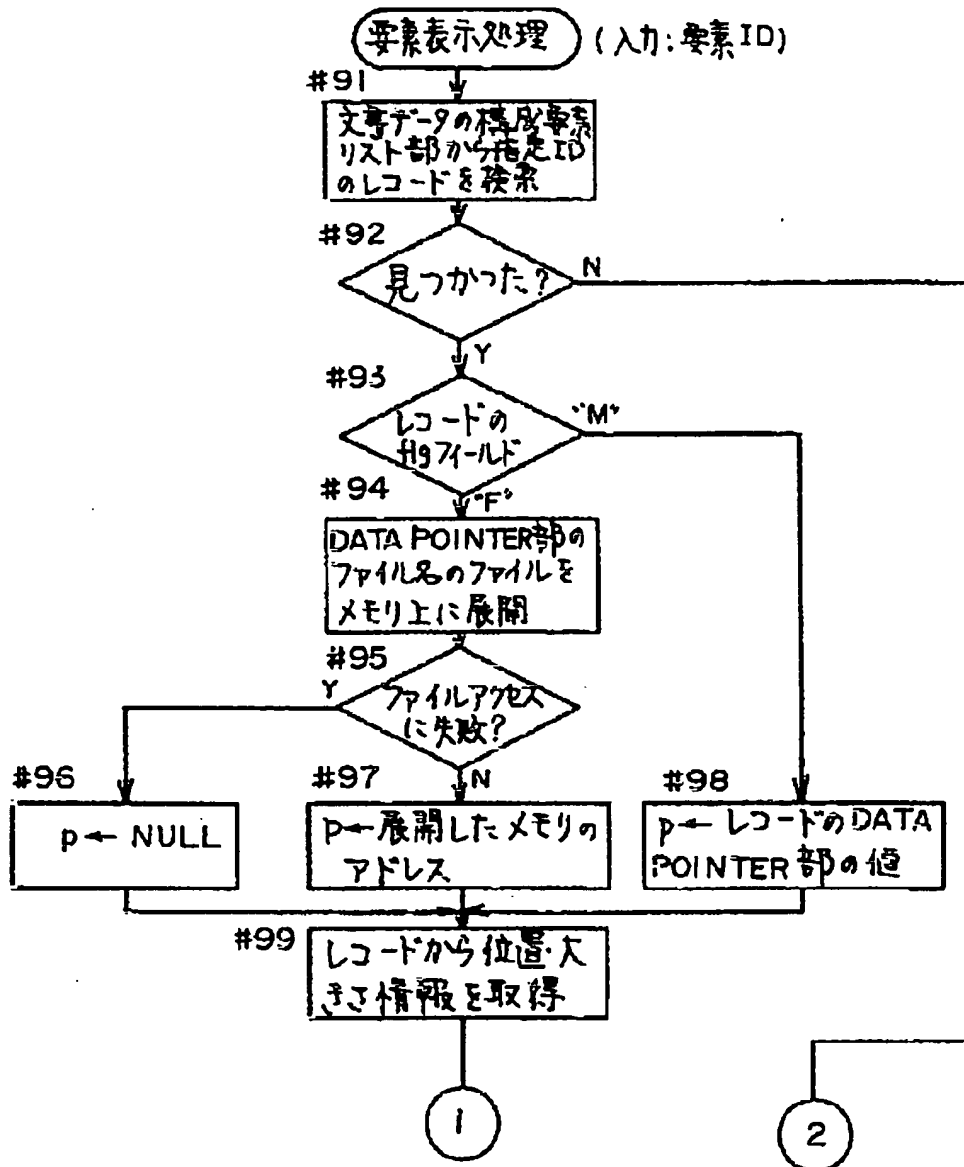 要素表示処理 (入力:要素ID)
#91
文書データの構成要素
リスト部から指定ID
のレコードを検索
#92
見つかった?
N
Y
#93
レコードの
flgフィールド
"M"
#94
"F"
DATA POINTER部の
ファイル名のファイルを
メモリ上に展開
#95
Y
ファイルアクセス
に失敗?
N
#96
p←NULL
#97
p←展開したメモリの
アドレス
#98
p←レコードのDATA
POINTER部の値
#99
レコードから位置・大
きさ情報を取得
1
2